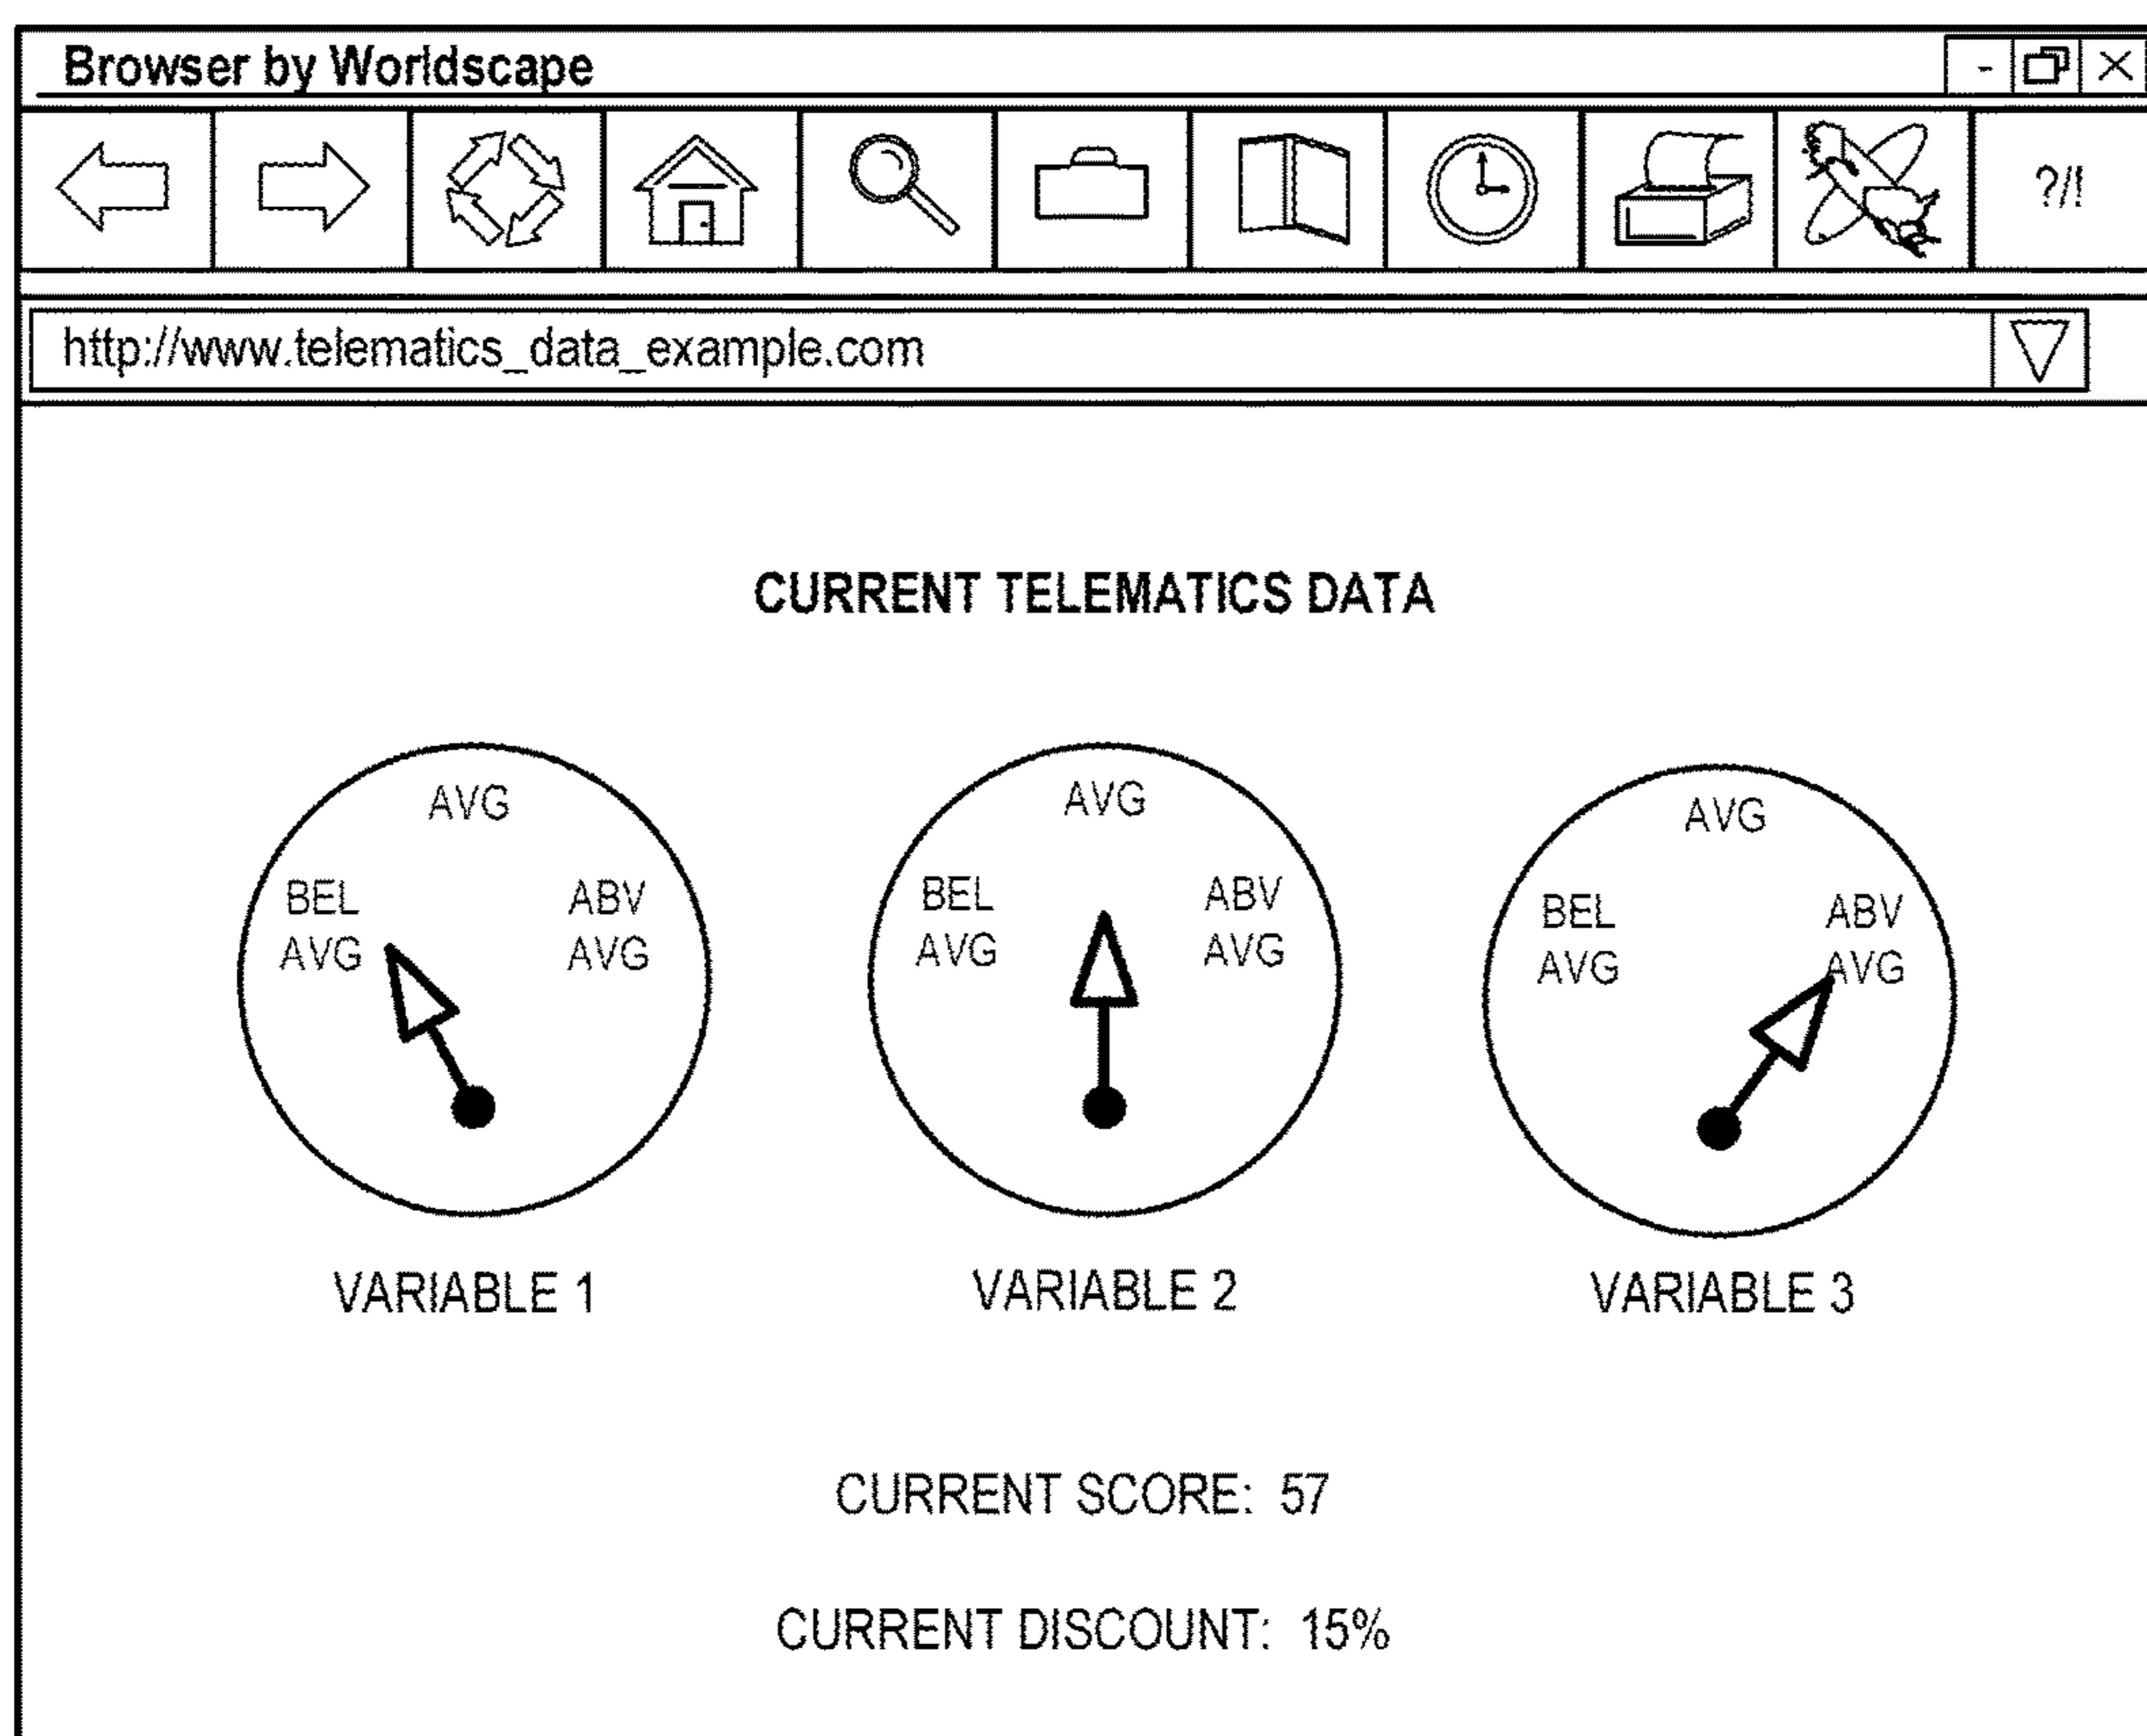 Browser by Worldscape
?/!
http://www.telematics_data_example.com
CURRENT TELEMATICS DATA
AVG
BEL
AVG
ABV
AVG
VARIABLE 1
AVG
BEL
AVG
ABV
AVG
VARIABLE 2
AVG
BEL
AVG
ABV
AVG
VARIABLE 3
CURRENT SCORE: 57
CURRENT DISCOUNT: 15%